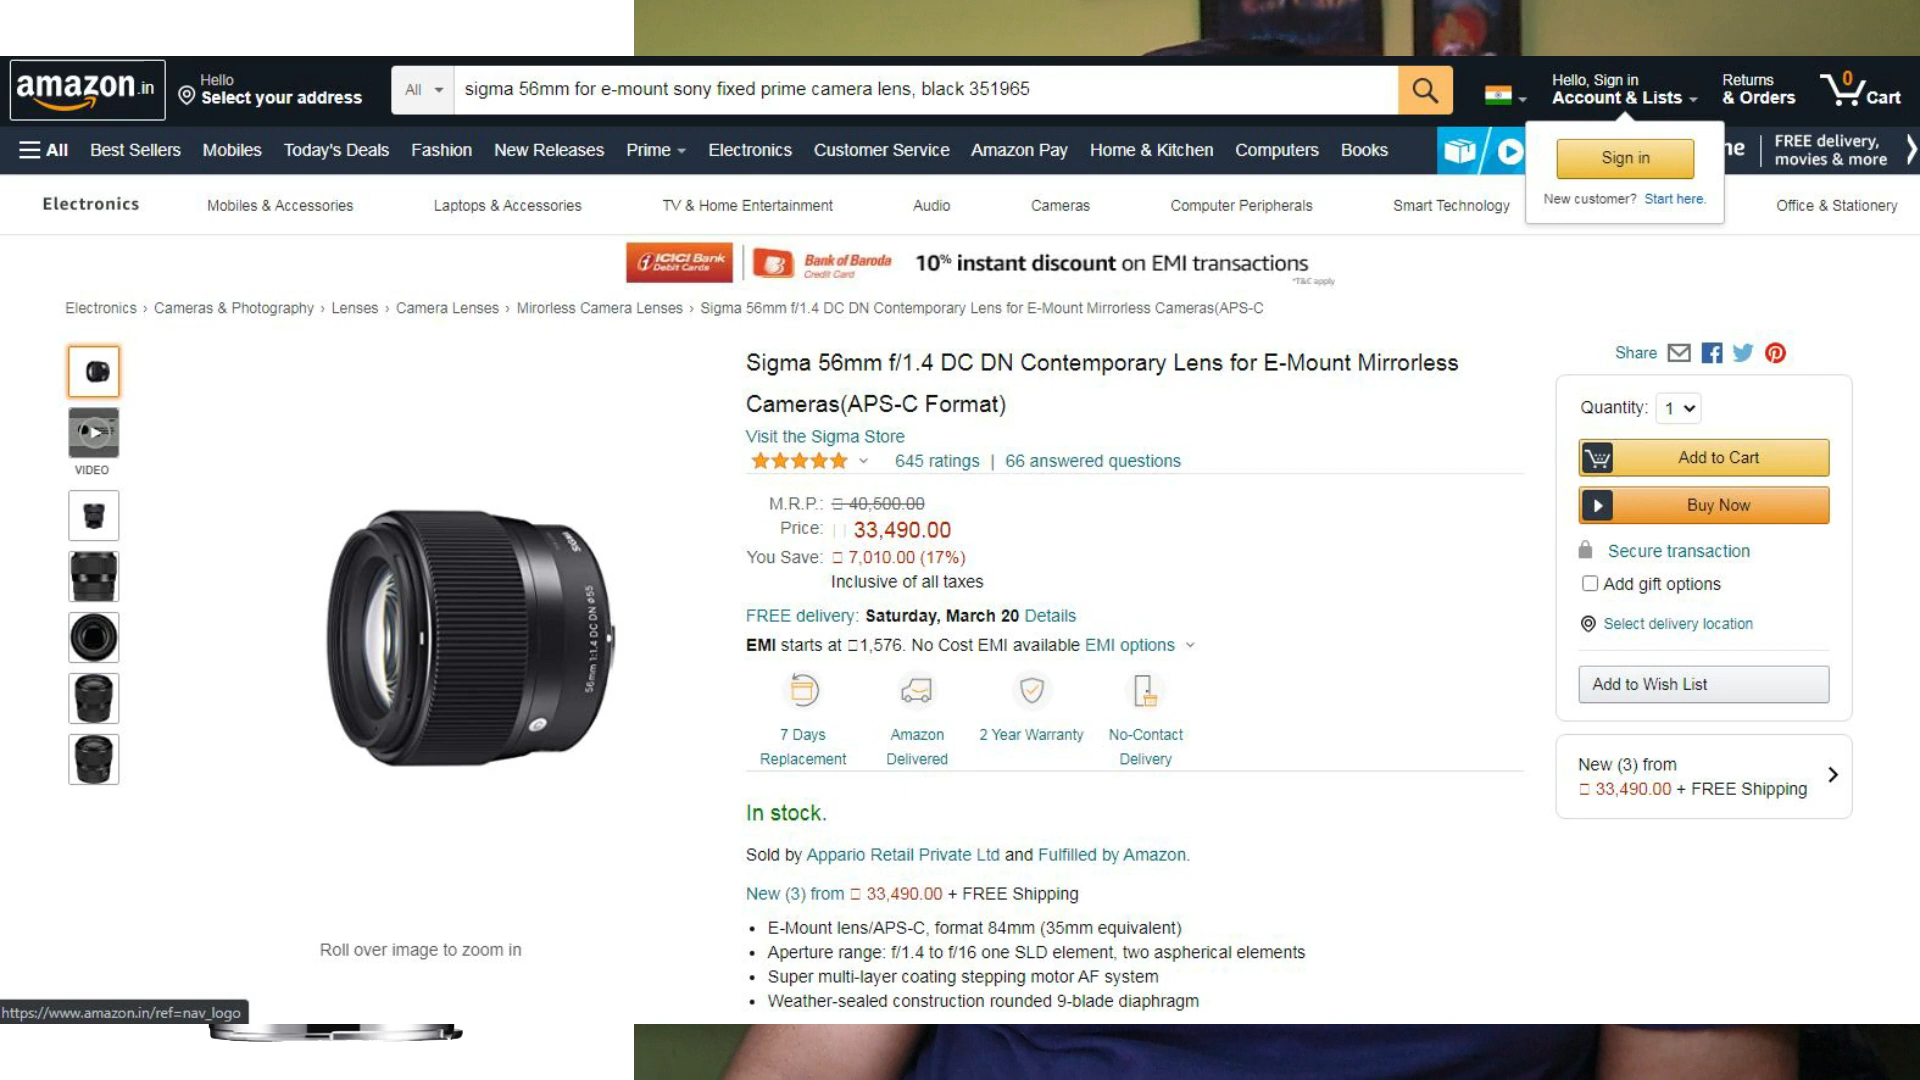 amazon.in
Hello
Select your address
All
sigma 56mm for e-mount sony fixed prime camera lens, black 351965
Hello, Sign in
Account & Lists
Returns
& Orders
0
Cart
All
Best Sellers
Mobiles
Today's Deals
Fashion
New Releases
Prime
Electronics
Customer Service
Amazon Pay
Home & Kitchen
Computers
Books
ne
FREE delivery,
movies & more
Sign in
New customer? Start here.
Electronics
Mobiles & Accessories
Laptops & Accessories
TV & Home Entertainment
Audio
Cameras
Computer Peripherals
Smart Technology
Office & Stationery
ICICI Bank
Debit Cards
Bank of Baroda
Credit Card
10% instant discount on EMI transactions
*T&C apply
Electronics › Cameras & Photography › Lenses › Camera Lenses › Mirorless Camera Lenses › Sigma 56mm f/1.4 DC DN Contemporary Lens for E-Mount Mirrorless Cameras(APS-C
VIDEO
SIGMA
56mm 1:1.4 DC DN ø55
C
Roll over image to zoom in
Sigma 56mm f/1.4 DC DN Contemporary Lens for E-Mount Mirrorless
Cameras(APS-C Format)
Visit the Sigma Store
645 ratings | 66 answered questions
M.R.P.: 40,500.00
Price: 33,490.00
You Save: 7,010.00 (17%)
Inclusive of all taxes
FREE delivery: Saturday, March 20 Details
EMI starts at 1,576. No Cost EMI available EMI options
7 Days
Replacement
Amazon
Delivered
2 Year Warranty
No-Contact
Delivery
In stock.
Sold by Appario Retail Private Ltd and Fulfilled by Amazon.
New (3) from 33,490.00 + FREE Shipping
• E-Mount lens/APS-C, format 84mm (35mm equivalent)
• Aperture range: f/1.4 to f/16 one SLD element, two aspherical elements
• Super multi-layer coating stepping motor AF system
• Weather-sealed construction rounded 9-blade diaphragm
Share
Quantity: 1
Add to Cart
Buy Now
Secure transaction
Add gift options
Select delivery location
Add to Wish List
New (3) from
33,490.00 + FREE Shipping
https://www.amazon.in/ref=nav_logo